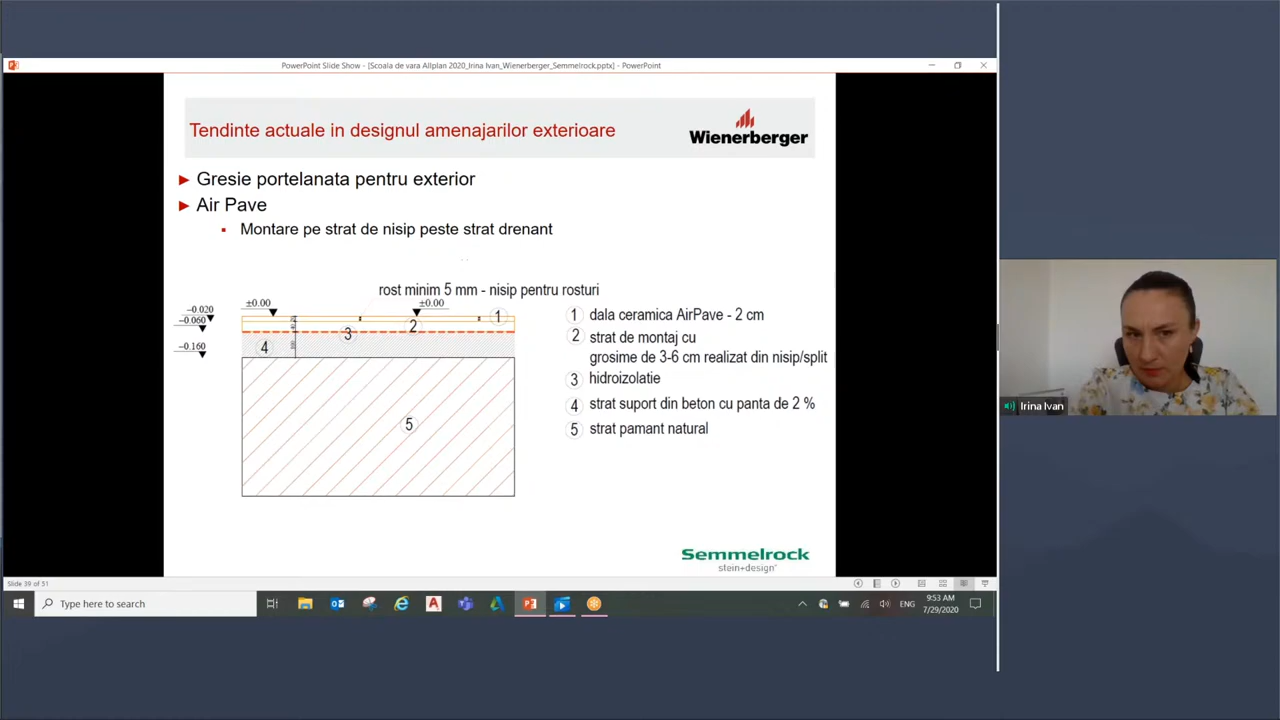 PowerPoint Slide Show - [Scoala de vara Allplan 2020_Irina Ivan_Wienerberger_Semmelrock.pptx] - PowerPoint
Tendinte actuale in designul amenajarilor exterioare
Wienerberger
Gresie portelanata pentru exterior
Air Pave
Montare pe strat de nisip peste strat drenant
rost minim 5 mm - nisip pentru rosturi
±0.00
±0.00
-0.020
-0.060
-0.160
1
2
3
4
5
1 dala ceramica AirPave - 2 cm
2 strat de montaj cu
grosime de 3-6 cm realizat din nisip/split
3 hidroizolatie
4 strat suport din beton cu panta de 2 %
5 strat pamant natural
Irina Ivan
Semmelrock
stein+design
Slide 39 of 51
Type here to search
ENG
9:53 AM
7/29/2020